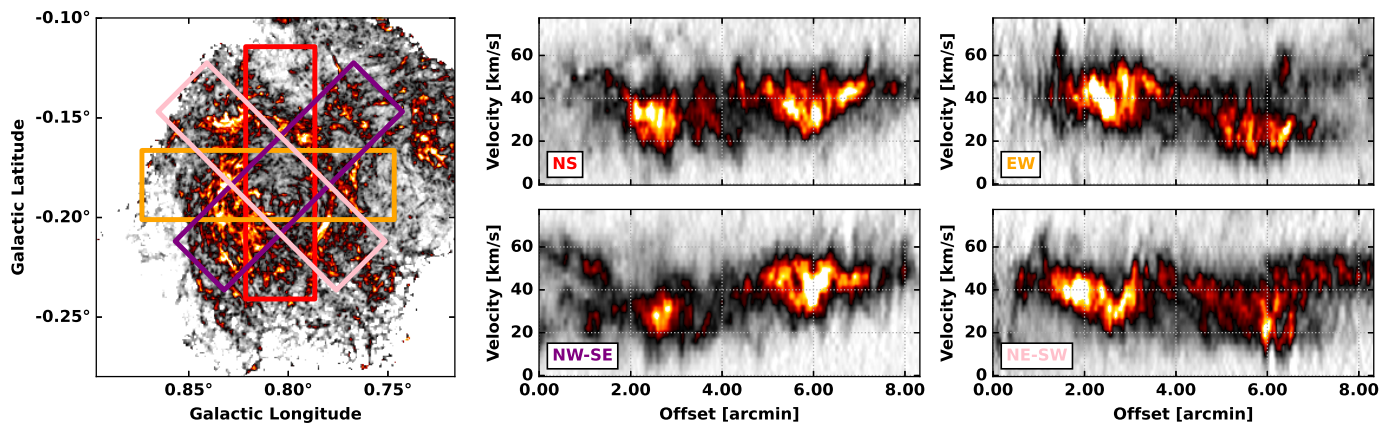 -0.10°
-0.15°
-0.20°
-0.25°
Galactic Latitude
0.85° 0.80° 0.75°
Galactic Longitude
60
40
20
0
Velocity [km/s]
NS
60
40
20
0
Velocity [km/s]
EW
60
40
20
0
Velocity [km/s]
NW-SE
0.00 2.00 4.00 6.00 8.00
Offset [arcmin]
60
40
20
0
Velocity [km/s]
NE-SW
0.00 2.00 4.00 6.00 8.00
Offset [arcmin]